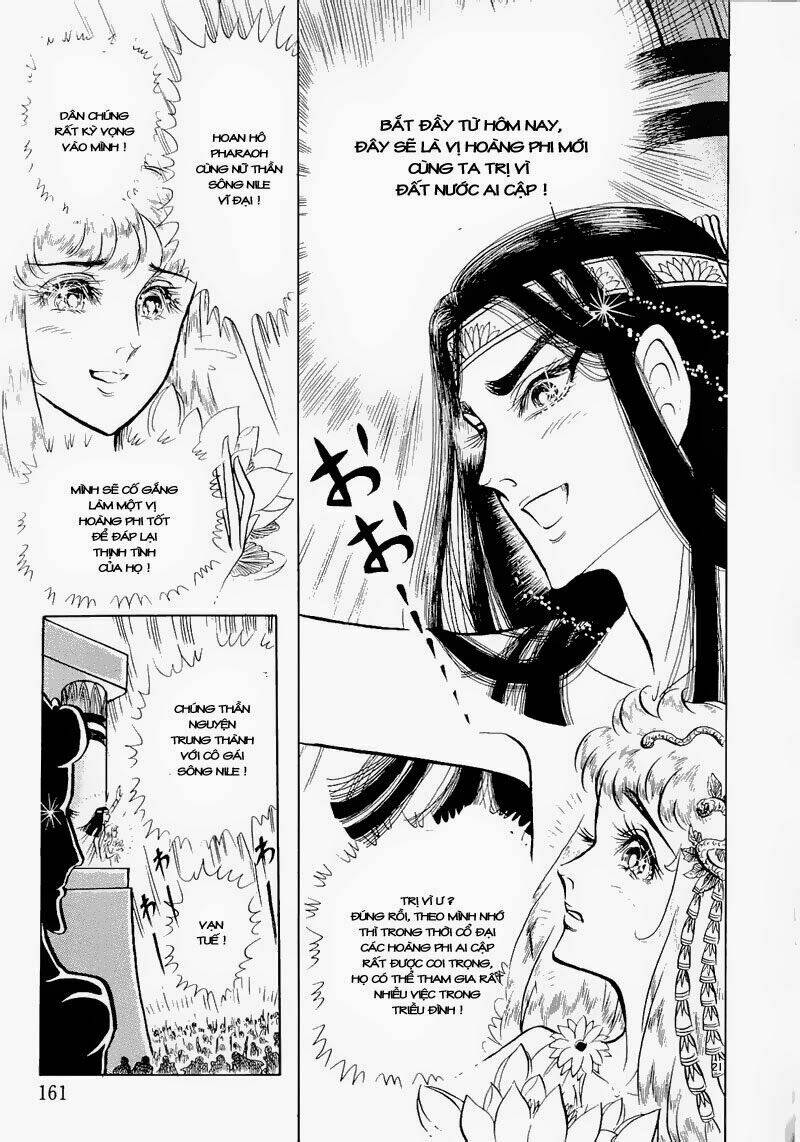 BẮT ĐẦY TỪ HÔM NAY,
ĐÂY SẼ LÀ VỊ HOÀNG PHI MỚI
CÙNG TA TRỊ VÌ
ĐẤT NƯỚC AI CẬP !
おお
TRỊ VÌ Ư ?
ĐÚNG RỒI, THEO MÌNH NHỚ
THÌ TRONG THỜI CỔ ĐẠI
CÁC HOÀNG PHI AI CẬP
RẤT ĐƯỢC COI TRỌNG,
HỌ CÓ THỂ THAM GIA RẤT
NHIỀU VIỆC TRONG
TRIỀU ĐÌNH !
21
HOAN HÔ
PHARAOH
CÙNG NỮ THẦN
SÔNG NILE
VĨ ĐẠI !
DÂN CHÚNG
RẤT KỲ VỌNG
VÀO MÌNH !
MÌNH SẼ CỐ GẮNG
LÀM MỘT VỊ
HOÀNG PHI TỐT
ĐỂ ĐÁP LẠI
THỊNH TÌNH
CỦA HỌ !
CHÚNG THẦN
NGUYỆN
TRUNG THÀNH
VỚI CÔ GÁI
SÔNG NILE !
わー
わー
VẠN
TUẾ !
161